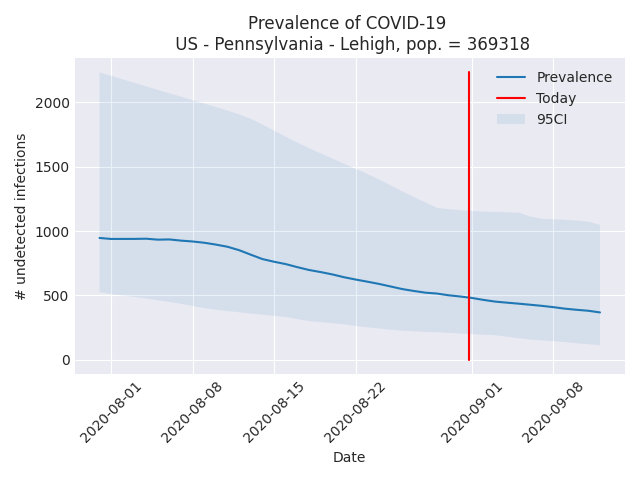 Prevalence of COVID-19
US - Pennsylvania - Lehigh, pop. = 369318
Prevalence
Today
95CI
2000
1500
1000
500
0
# undetected infections
2020-08-01
2020-08-08
2020-08-15
2020-08-22
2020-09-01
2020-09-08
Date